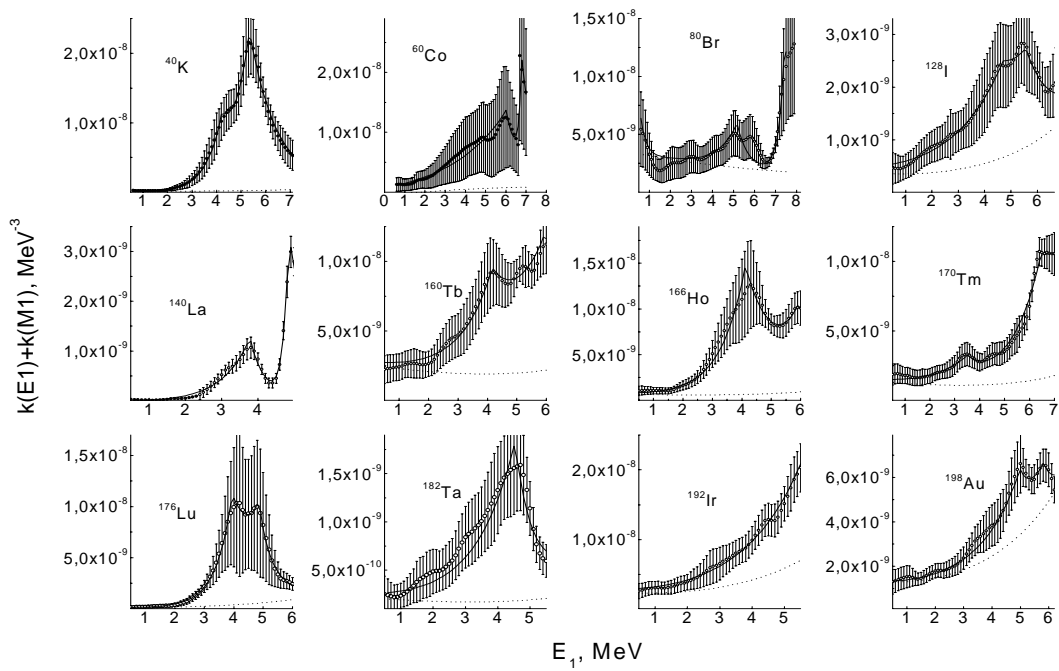 2,0x10⁻⁸
1,0x10⁻⁸
⁴⁰K
1 2 3 4 5 6 7
2,0x10⁻⁸
1,0x10⁻⁸
⁶⁰Co
0 1 2 3 4 5 6 7 8
1,5x10⁻⁸
1,0x10⁻⁸
5,0x10⁻⁹
⁸⁰Br
1 2 3 4 5 6 7 8
3,0x10⁻⁹
2,0x10⁻⁹
1,0x10⁻⁹
¹²⁸I
1 2 3 4 5 6
k(E1)+k(M1), MeV⁻³
3,0x10⁻⁹
2,0x10⁻⁹
1,0x10⁻⁹
¹⁴⁰La
1 2 3 4
1,0x10⁻⁸
5,0x10⁻⁹
¹⁶⁰Tb
1 2 3 4 5 6
1,5x10⁻⁸
1,0x10⁻⁸
5,0x10⁻⁹
¹⁶⁶Ho
1 2 3 4 5 6
1,0x10⁻⁸
5,0x10⁻⁹
¹⁷⁰Tm
1 2 3 4 5 6 7
1,5x10⁻⁸
1,0x10⁻⁸
5,0x10⁻⁹
¹⁷⁶Lu
1 2 3 4 5 6
1,5x10⁻⁹
1,0x10⁻⁹
5,0x10⁻¹⁰
¹⁸²Ta
1 2 3 4 5
2,0x10⁻⁸
1,0x10⁻⁸
¹⁹²Ir
1 2 3 4 5
6,0x10⁻⁹
4,0x10⁻⁹
2,0x10⁻⁹
¹⁹⁸Au
1 2 3 4 5 6
E₁, MeV